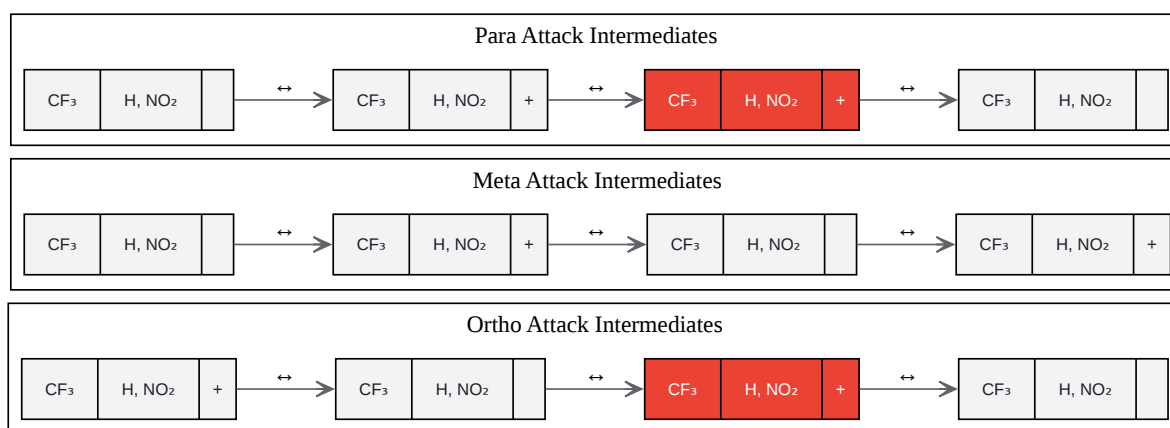 Para Attack Intermediates
↔ ↔ ↔
CF₃ H, NO₂ CF₃ H, NO₂ + CF₃ H, NO₂ + CF₃ H, NO₂
Meta Attack Intermediates
↔ ↔ ↔
CF₃ H, NO₂ CF₃ H, NO₂ + CF₃ H, NO₂ CF₃ H, NO₂ +
Ortho Attack Intermediates
↔ ↔ ↔
CF₃ H, NO₂ + CF₃ H, NO₂ CF₃ H, NO₂ + CF₃ H, NO₂